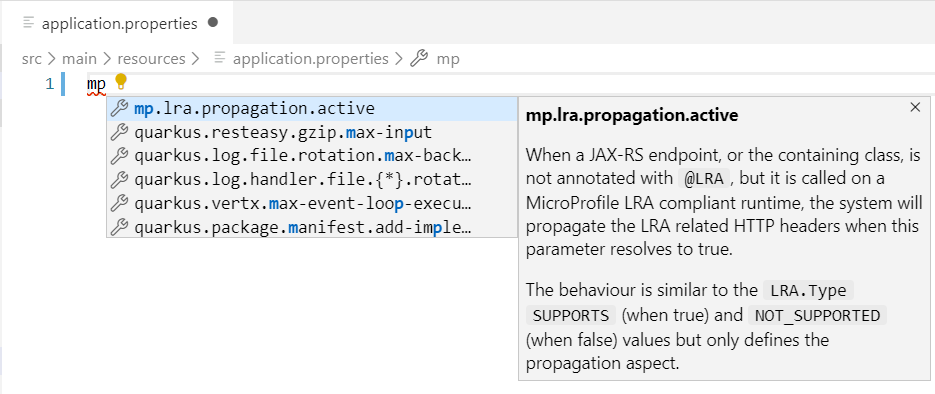 application.properties
src > main > resources > application.properties > mp
1 mp
mp.lra.propagation.active
quarkus.resteasy.gzip.max-input
quarkus.log.file.rotation.max-back…
quarkus.log.handler.file.{*}.rotat…
quarkus.vertx.max-event-loop-execu…
quarkus.package.manifest.add-imple…
mp.lra.propagation.active
When a JAX-RS endpoint, or the containing class, is
not annotated with @LRA, but it is called on a
MicroProfile LRA compliant runtime, the system will
propagate the LRA related HTTP headers when this
parameter resolves to true.
The behaviour is similar to the LRA.Type
SUPPORTS (when true) and NOT_SUPPORTED
(when false) values but only defines the
propagation aspect.